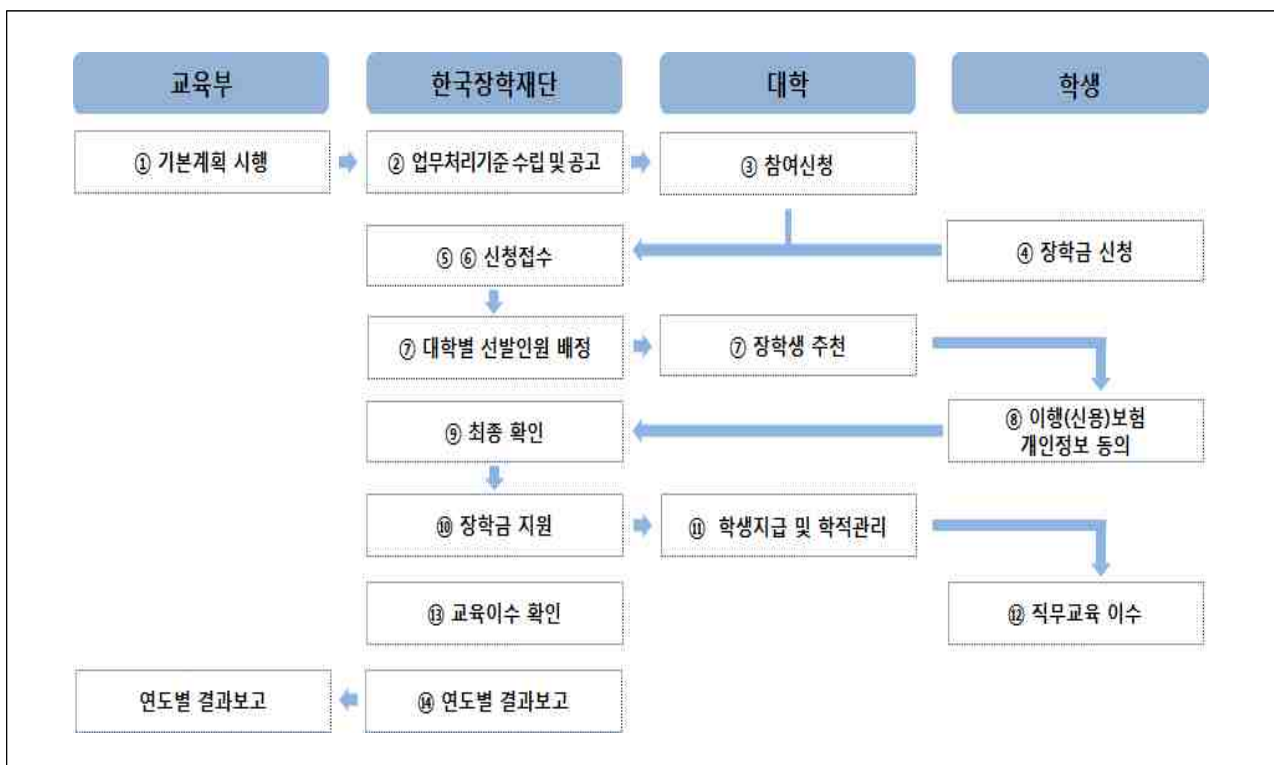 교육부
한국장학재단
대학
학생
① 기본계획 시행
② 업무처리기준 수립 및 공고
③ 참여신청
④ 장학금 신청
⑤ ⑥ 신청접수
⑦ 대학별 선발인원 배정
⑦ 장학생 추천
⑧ 이행(신용)보험
개인정보 동의
⑨ 최종 확인
⑩ 장학금 지원
⑪ 학생지급 및 학적관리
⑫ 직무교육 이수
⑬ 교육이수 확인
⑭ 연도별 결과보고
연도별 결과보고